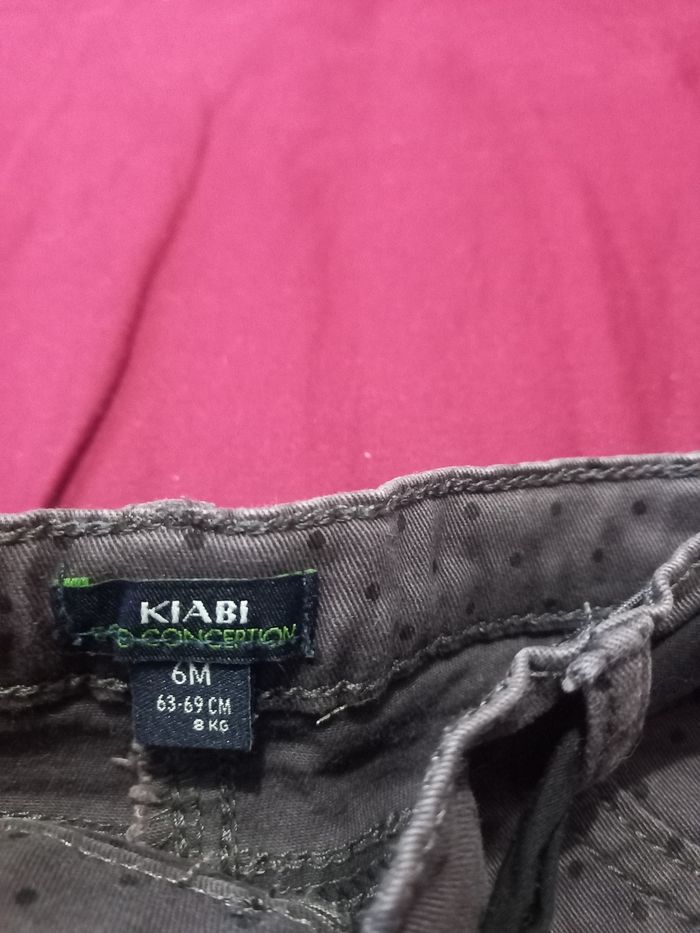 KIABI
CONCEPTION
6M
63-69 CM
8 KG